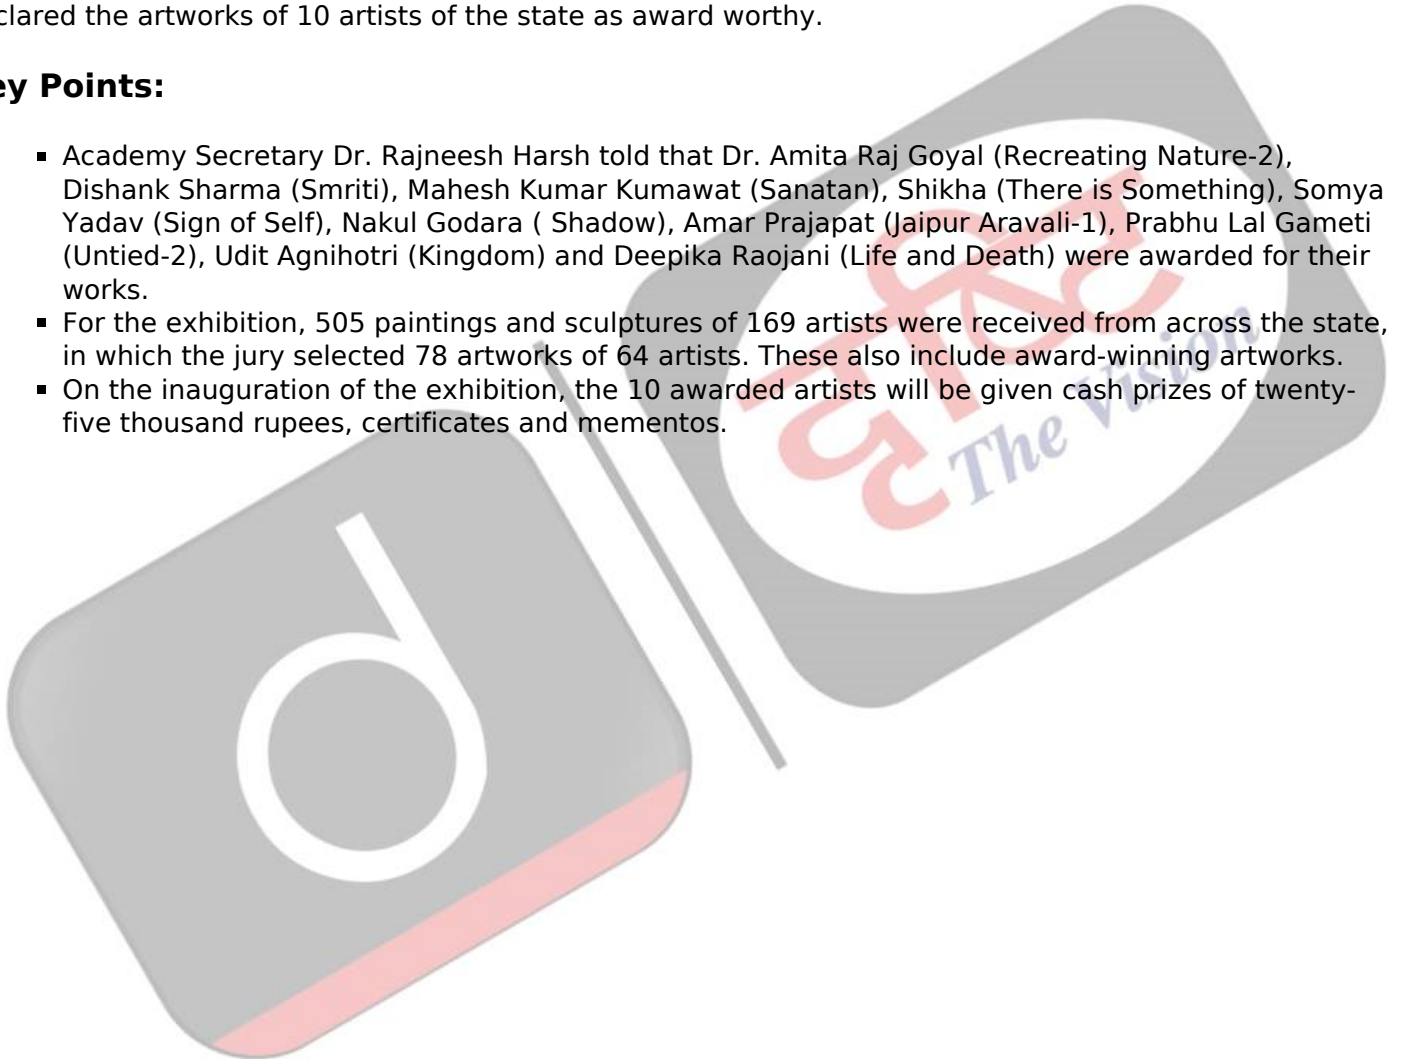 clared the artworks of 10 artists of the state as award worthy.
ey Points:
▪ Academy Secretary Dr. Rajneesh Harsh told that Dr. Amita Raj Goyal (Recreating Nature-2),
Dishank Sharma (Smriti), Mahesh Kumar Kumawat (Sanatan), Shikha (There is Something), Somya
Yadav (Sign of Self), Nakul Godara ( Shadow), Amar Prajapat (Jaipur Aravali-1), Prabhu Lal Gameti
(Untied-2), Udit Agnihotri (Kingdom) and Deepika Raojani (Life and Death) were awarded for their
works.
▪ For the exhibition, 505 paintings and sculptures of 169 artists were received from across the state,
in which the jury selected 78 artworks of 64 artists. These also include award-winning artworks.
▪ On the inauguration of the exhibition, the 10 awarded artists will be given cash prizes of twenty-
five thousand rupees, certificates and mementos.
दृष्टि
The Vision
d